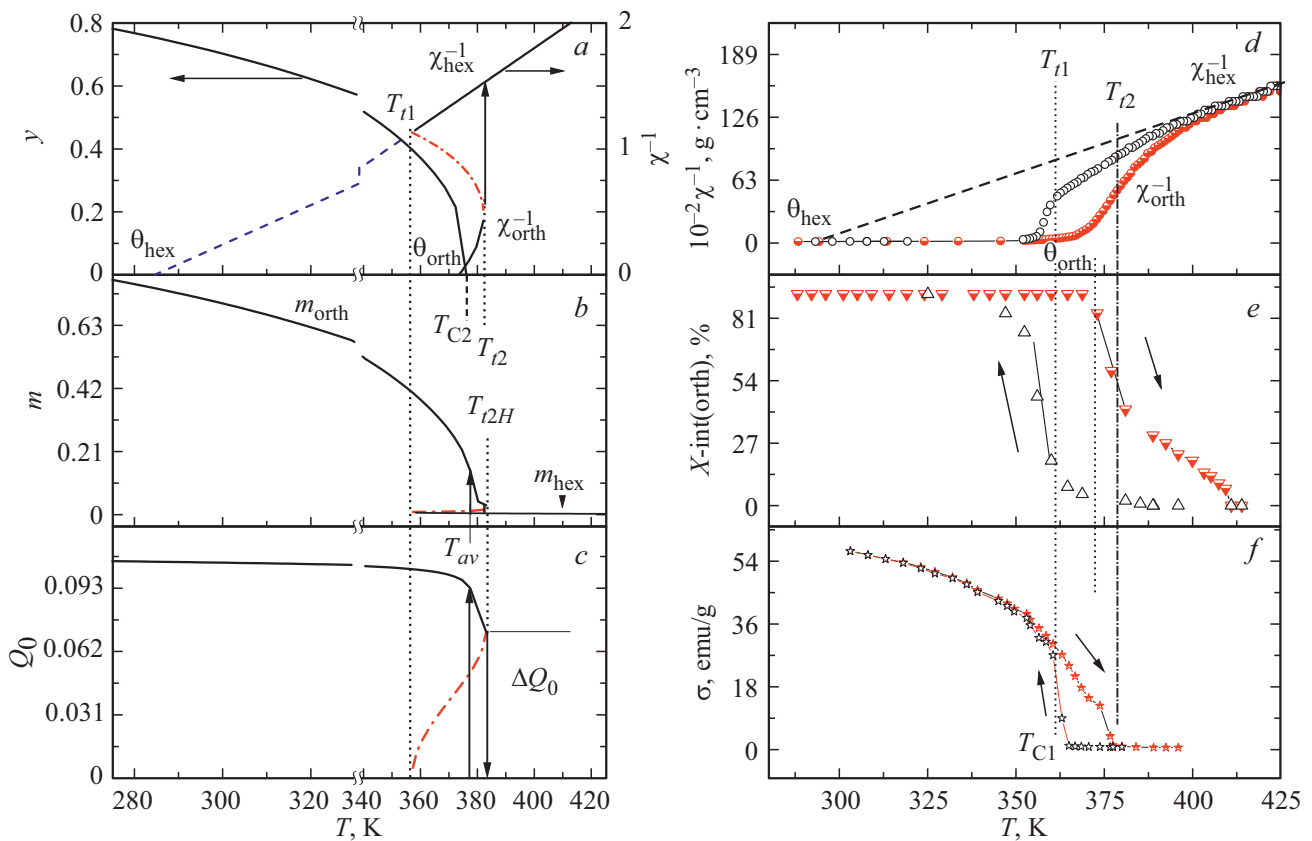 0.8
0.6
0.4
0.2
0
y
a
2
1
0
χ⁻¹
χ⁻¹hex
Tt1
θhex
θorth
χ⁻¹orth
TC2
Tt2
b
0.63
0.42
0.21
0
m
morth
Tt2H
mhex
c
0.093
0.062
0.031
0
Q0
Tav
ΔQ0
275
300
325
340
360
380
400
420
T, K
d
189
126
63
0
10⁻²χ⁻¹, g·cm⁻³
Tt1
Tt2
χ⁻¹hex
χ⁻¹orth
θhex
θorth
e
81
54
27
0
X-int(orth), %
f
54
36
18
0
σ, emu/g
TC1
300
325
350
375
400
425
T, K